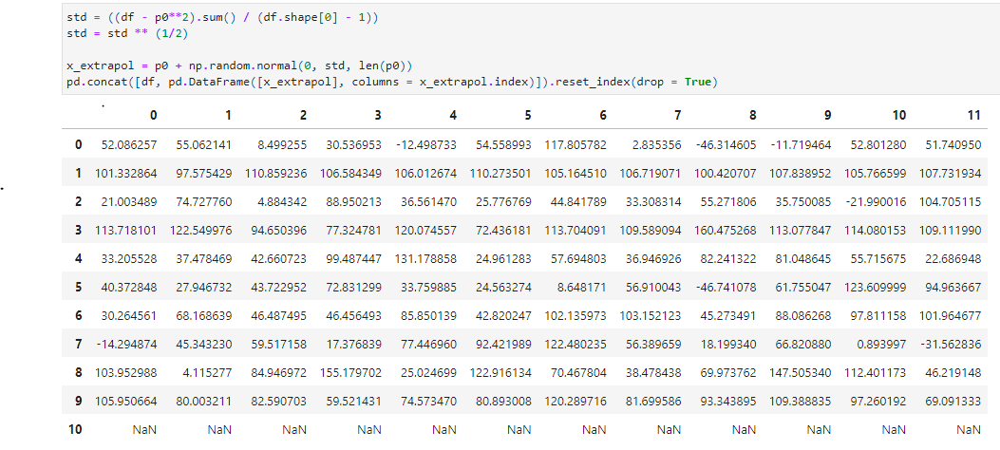 std = ((df - p0**2).sum() / (df.shape[0] - 1))
std = std ** (1/2)
x_extrapol = p0 + np.random.normal(0, std, len(p0))
pd.concat([df, pd.DataFrame([x_extrapol], columns = x_extrapol.index)]).reset_index(drop = True)
0 1 2 3 4 5 6 7 8 9 10 11
0 52.086257 55.062141 8.499255 30.536953 -12.498733 54.558993 117.805782 2.835356 -46.314605 -11.719464 52.801280 51.740950
1 101.332864 97.575429 110.859236 106.584349 106.012674 110.273501 105.164510 106.719071 100.420707 107.838952 105.766599 107.731934
2 21.003489 74.727760 4.884342 88.950213 36.561470 25.776769 44.841789 33.308314 55.271806 35.750085 -21.990016 104.705115
3 113.718101 122.549976 94.650396 77.324781 120.074557 72.436181 113.704091 109.589094 160.475268 113.077847 114.080153 109.111990
4 33.205528 37.478469 42.660723 99.487447 131.178858 24.961283 57.694803 36.946926 82.241322 81.048645 55.715675 22.686948
5 40.372848 27.946732 43.722952 72.831299 33.759885 24.563274 8.648171 56.910043 -46.741078 61.755047 123.609999 94.963667
6 30.264561 68.168639 46.487495 46.456493 85.850139 42.820247 102.135973 103.152123 45.273491 88.086268 97.811158 101.964677
7 -14.294874 45.343230 59.517158 17.376839 77.446960 92.421989 122.480235 56.389659 18.199340 66.820880 0.893997 -31.562836
8 103.952988 4.115277 84.946972 155.179702 25.024699 122.916134 70.467804 38.478438 69.973762 147.505340 112.401173 46.219148
9 105.950664 80.003211 82.590703 59.521431 74.573470 80.893008 120.289716 81.699586 93.343895 109.388835 97.260192 69.091333
10 NaN NaN NaN NaN NaN NaN NaN NaN NaN NaN NaN NaN